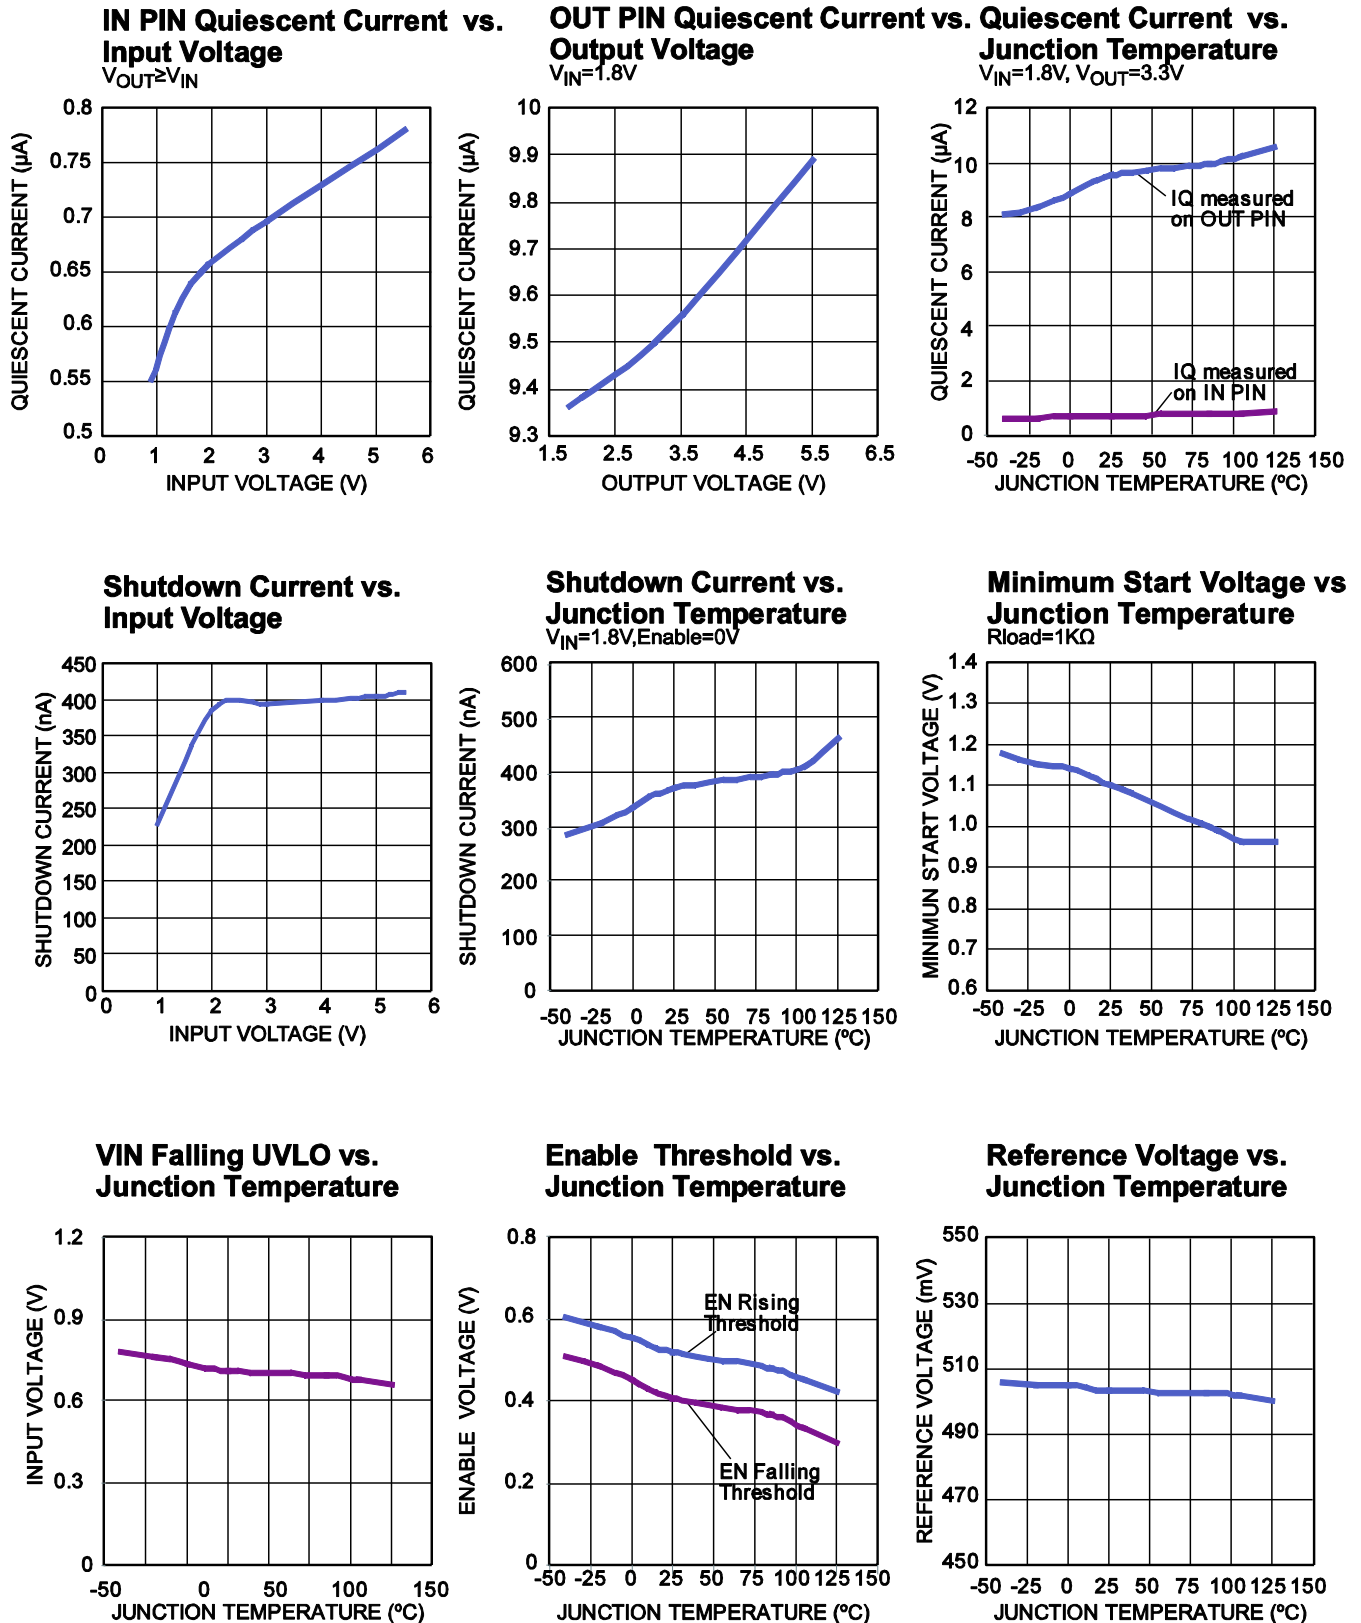 IN PIN Quiescent Current vs.
Input Voltage
VOUT≥VIN
0.8
0.75
0.7
0.65
0.6
0.55
0.5
QUIESCENT CURRENT (µA)
0 1 2 3 4 5 6
INPUT VOLTAGE (V)
OUT PIN Quiescent Current vs.
Output Voltage
VIN=1.8V
10
9.9
9.8
9.7
9.6
9.5
9.4
9.3
QUIESCENT CURRENT (µA)
1.5 2.5 3.5 4.5 5.5 6.5
OUTPUT VOLTAGE (V)
Quiescent Current vs.
Junction Temperature
VIN=1.8V, VOUT=3.3V
12
10
8
6
4
2
0
QUIESCENT CURRENT (µA)
IQ measured
on OUT PIN
IQ measured
on IN PIN
-50 -25 0 25 50 75 100 125 150
JUNCTION TEMPERATURE (ºC)
Shutdown Current vs.
Input Voltage
450
400
350
300
250
200
150
100
50
0
SHUTDOWN CURRENT (nA)
0 1 2 3 4 5 6
INPUT VOLTAGE (V)
Shutdown Current vs.
Junction Temperature
VIN=1.8V,Enable=0V
600
500
400
300
200
100
0
SHUTDOWN CURRENT (nA)
-50 -25 0 25 50 75 100 125 150
JUNCTION TEMPERATURE (ºC)
Minimum Start Voltage vs
Junction Temperature
Rload=1KΩ
1.4
1.3
1.2
1.1
1.0
0.9
0.8
0.7
0.6
MINIMUN START VOLTAGE (V)
-50 -25 0 25 50 75 100 125 150
JUNCTION TEMPERATURE (ºC)
VIN Falling UVLO vs.
Junction Temperature
1.2
0.9
0.6
0.3
0
INPUT VOLTAGE (V)
-50 0 50 100 150
JUNCTION TEMPERATURE (ºC)
Enable Threshold vs.
Junction Temperature
0.8
0.6
0.4
0.2
0
ENABLE VOLTAGE (V)
EN Rising
Threshold
EN Falling
Threshold
-50 -25 0 25 50 75 100 125 150
JUNCTION TEMPERATURE (ºC)
Reference Voltage vs.
Junction Temperature
550
530
510
490
470
450
REFERENCE VOLTAGE (mV)
-50 -25 0 25 50 75 100 125 150
JUNCTION TEMPERATURE (ºC)